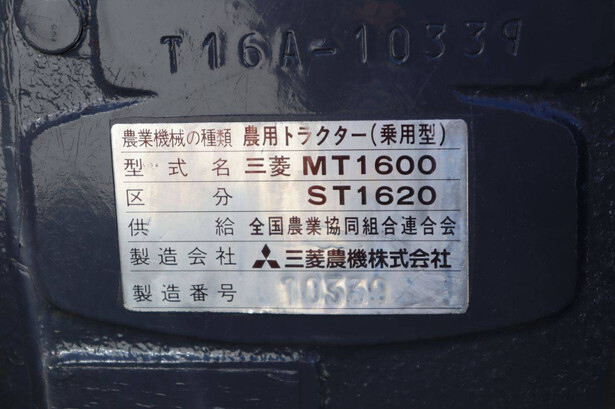 T16A-10339
農業機械の種類 農用トラクター(乗用型)
型式名 三菱 MT1600
区分 ST1620
供給 全国農業協同組合連合会
製造会社 三菱農機株式会社
製造番号 10339